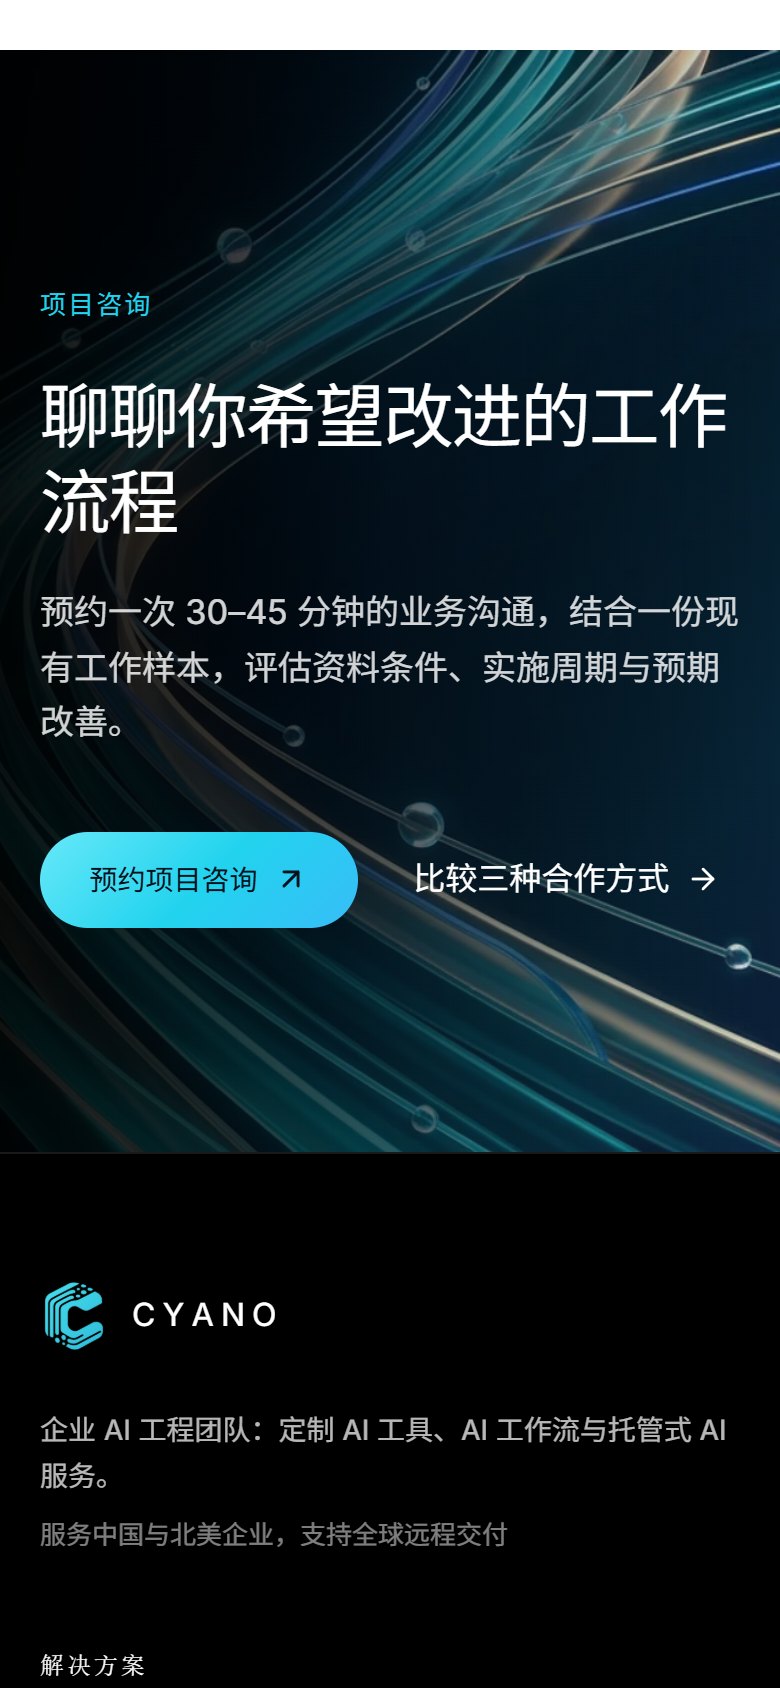 项目咨询
聊聊你希望改进的工作
流程
预约一次 30–45 分钟的业务沟通，结合一份现
有工作样本，评估资料条件、实施周期与预期
改善。
预约项目咨询
比较三种合作方式
CYANO
企业 AI 工程团队：定制 AI 工具、AI 工作流与托管式 AI
服务。
服务中国与北美企业，支持全球远程交付
解决方案